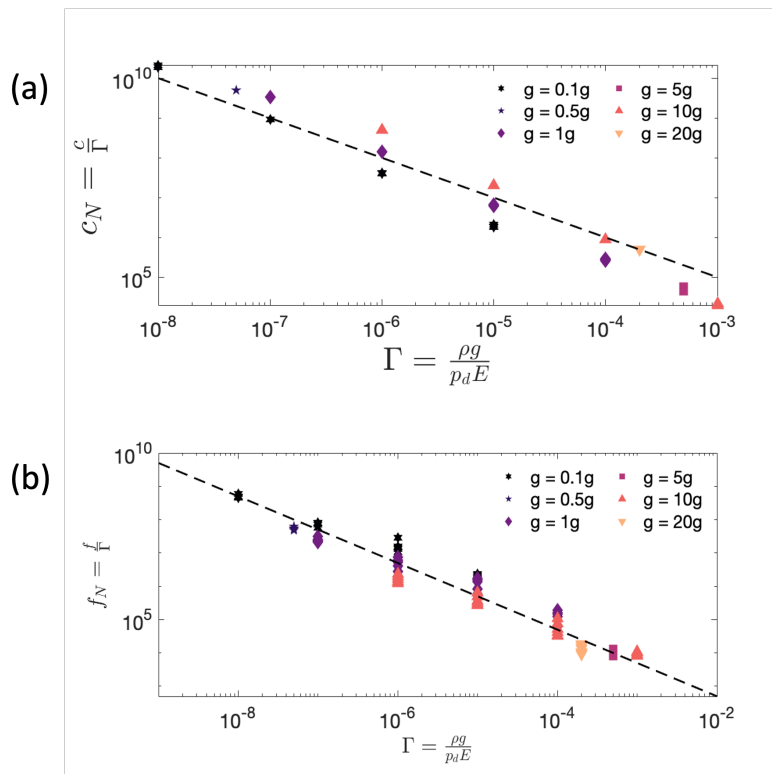 (a)
10^10
10^5
c_N = c/Γ
g = 0.1g
g = 0.5g
g = 1g
g = 5g
g = 10g
g = 20g
10^-8 10^-7 10^-6 10^-5 10^-4 10^-3
Γ = ρg/p_dE
(b)
10^10
10^5
f_N = f/Γ
g = 0.1g
g = 0.5g
g = 1g
g = 5g
g = 10g
g = 20g
10^-8 10^-6 10^-4 10^-2
Γ = ρg/p_dE